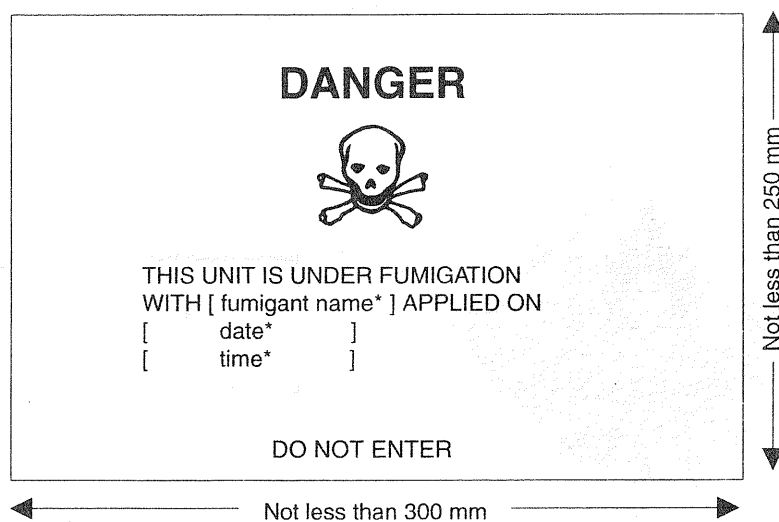 DANGER
THIS UNIT IS UNDER FUMIGATION
WITH [ fumigant name* ] APPLIED ON
[ date* ]
[ time* ]
DO NOT ENTER
Not less than 250 mm
Not less than 300 mm